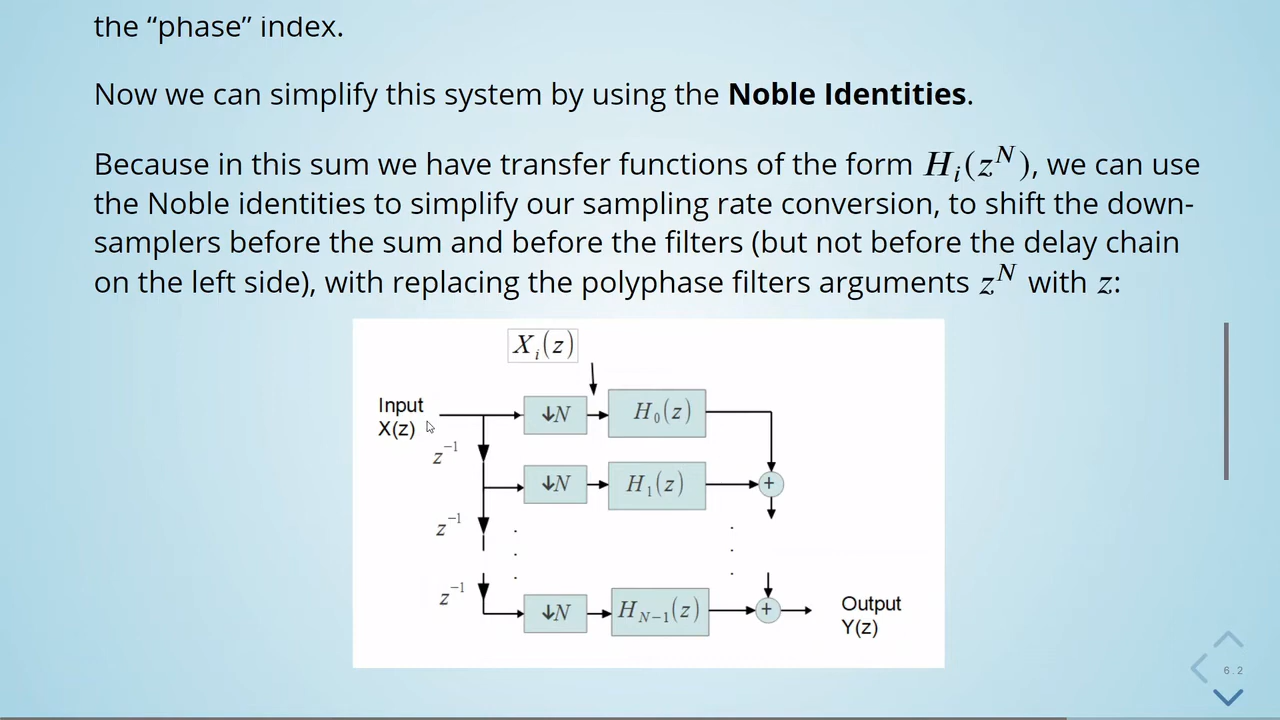 the “phase” index.
Now we can simplify this system by using the Noble Identities.
Because in this sum we have transfer functions of the form H_i(z^N), we can use
the Noble identities to simplify our sampling rate conversion, to shift the down-
samplers before the sum and before the filters (but not before the delay chain
on the left side), with replacing the polyphase filters arguments z^N with z:
X_i(z)
Input
X(z)
↓N
H_0(z)
z^{-1}
↓N
H_1(z)
+
z^{-1}
z^{-1}
↓N
H_{N-1}(z)
+
Output
Y(z)
6.2